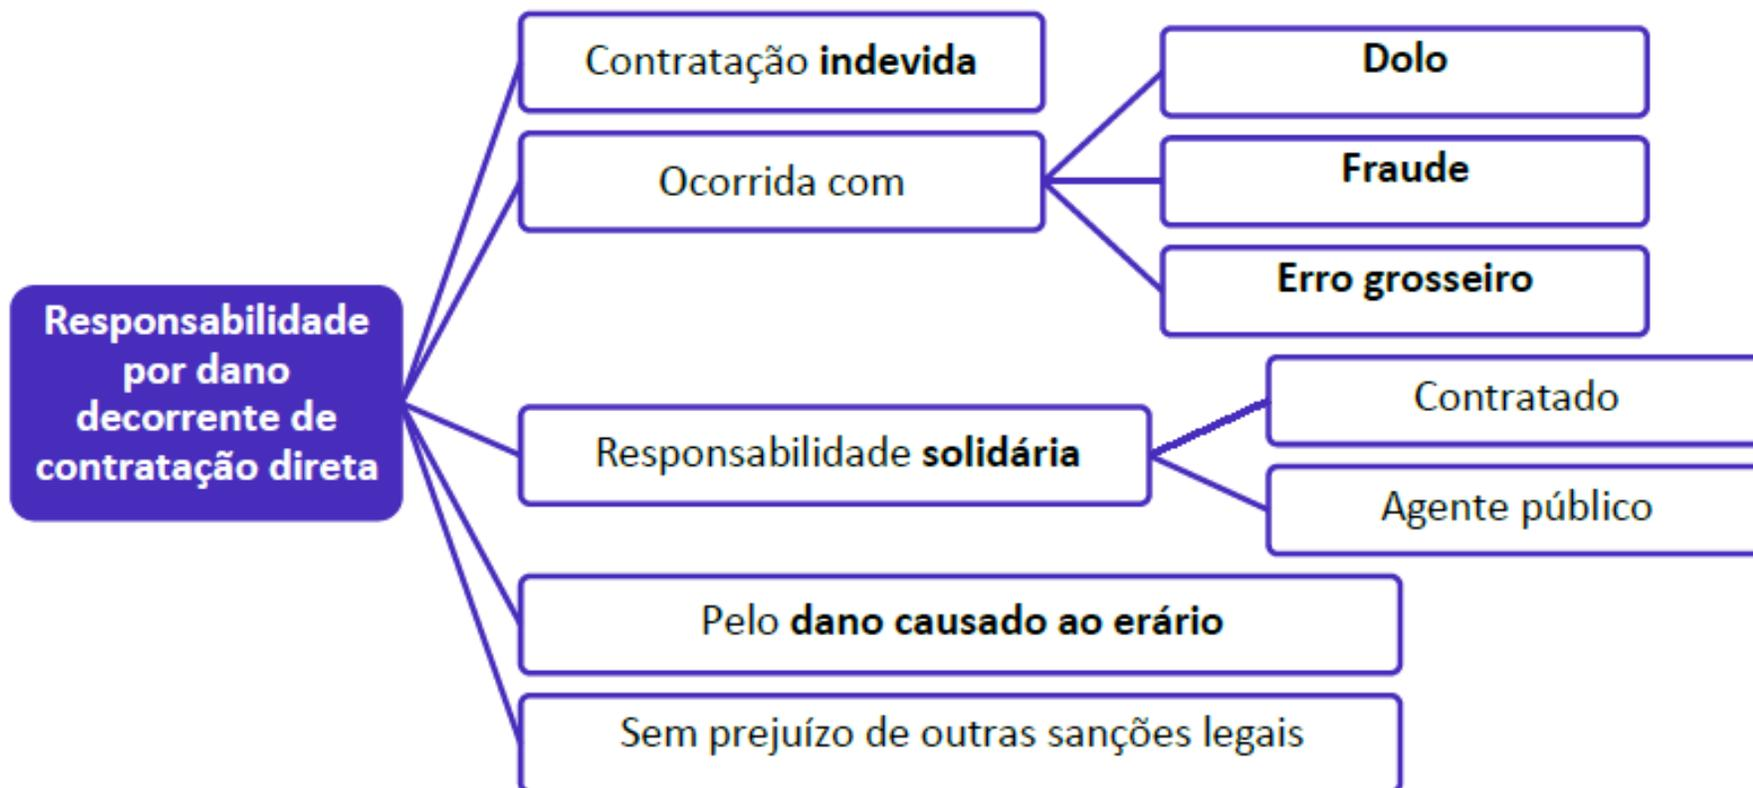 Responsabilidade
por dano
decorrente de
contratação direta
Contratação indevida
Ocorrida com
Dolo
Fraude
Erro grosseiro
Responsabilidade solidária
Contratado
Agente público
Pelo dano causado ao erário
Sem prejuízo de outras sanções legais